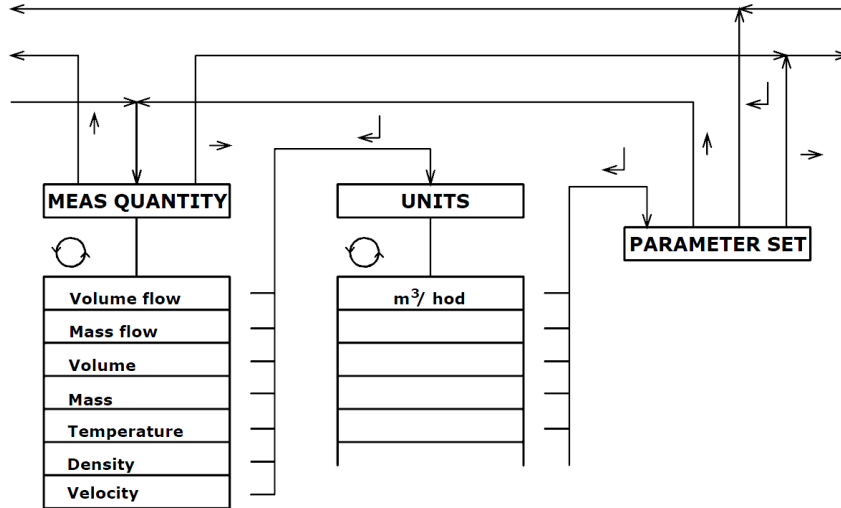 MEAS QUANTITY
UNITS
PARAMETER SET
Volume flow
m³/ hod
Mass flow
Volume
Mass
Temperature
Density
Velocity